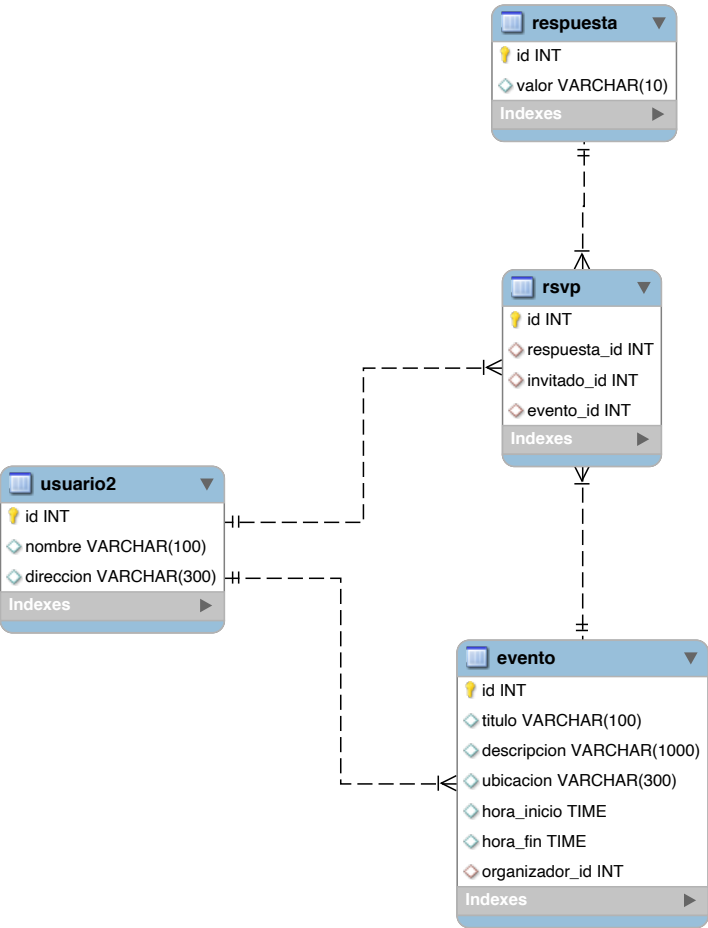 respuesta
id INT
valor VARCHAR(10)
Indexes
rsvp
id INT
respuesta_id INT
invitado_id INT
evento_id INT
Indexes
usuario2
id INT
nombre VARCHAR(100)
direccion VARCHAR(300)
Indexes
evento
id INT
titulo VARCHAR(100)
descripcion VARCHAR(1000)
ubicacion VARCHAR(300)
hora_inicio TIME
hora_fin TIME
organizador_id INT
Indexes